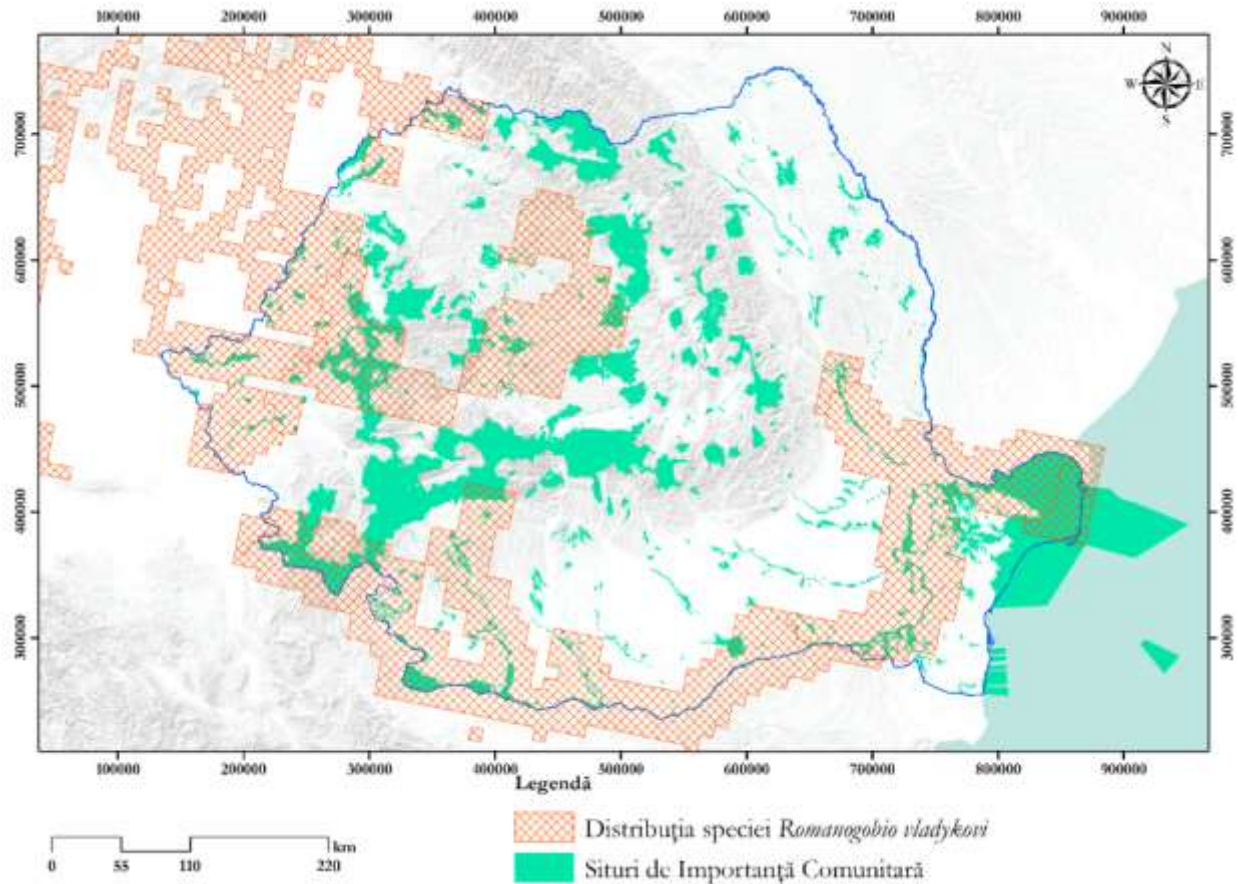 100000 200000 300000 400000 500000 600000 700000 800000 900000
N
W E
S
700000 700000
600000 600000
500000 500000
400000 400000
300000 300000
100000 200000 300000 400000 500000 600000 700000 800000 900000
Legendă
Distribuția speciei Romanogobio vladykovi
km
0 55 110 220
Situri de Importanță Comunitară